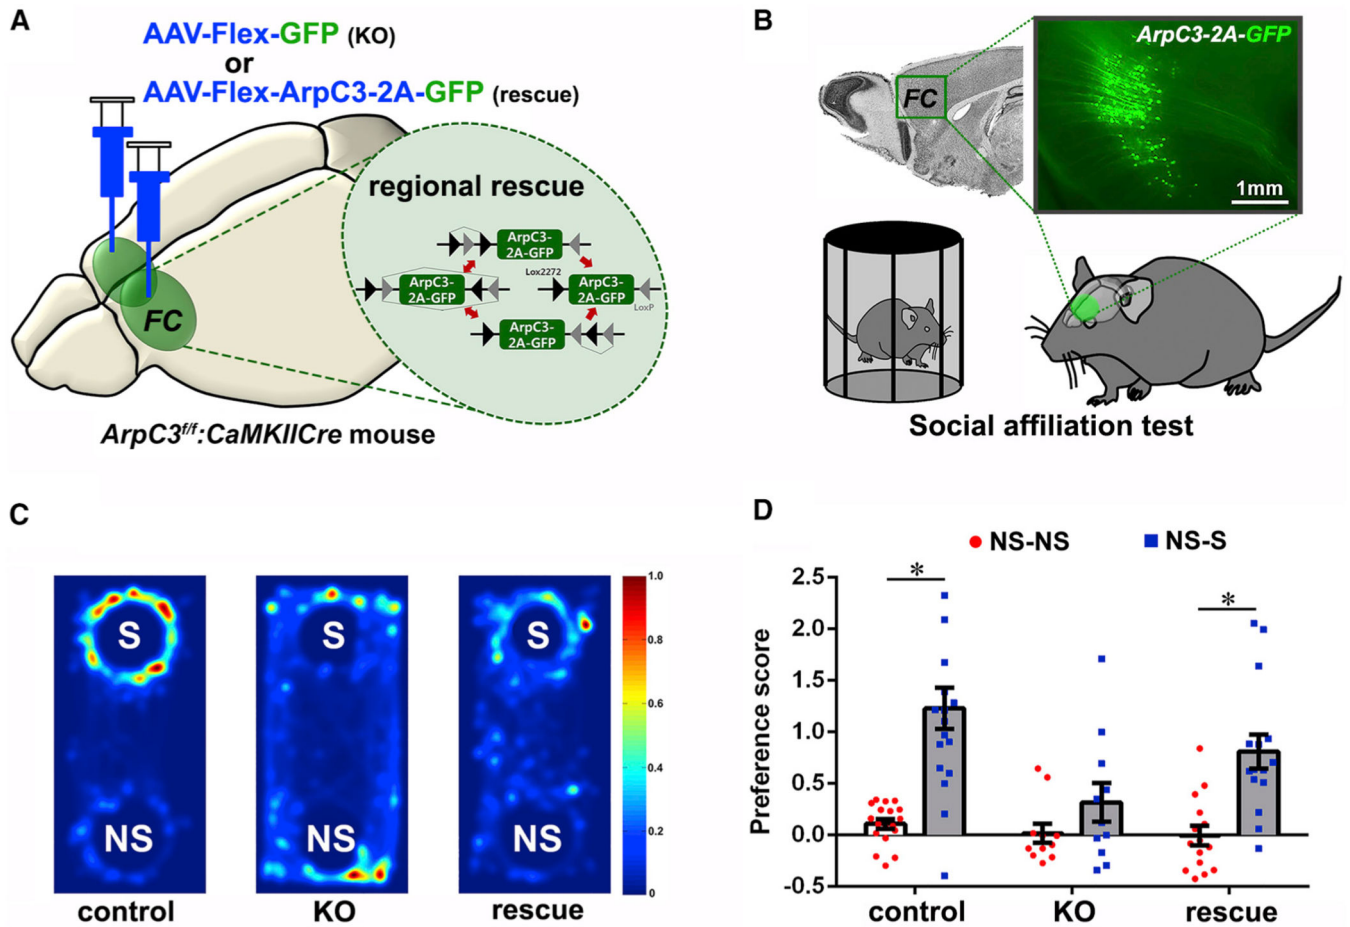 A
AAV-Flex-GFP (KO)
or
AAV-Flex-ArpC3-2A-GFP (rescue)
regional rescue
ArpC3-
2A-GFP
ArpC3-
2A-GFP
Lox2272
ArpC3-
2A-GFP
LoxP
ArpC3-
2A-GFP
FC
ArpC3f/f:CaMKIICre mouse
B
FC
ArpC3-2A-GFP
1mm
Social affiliation test
C
S
NS
control
S
NS
KO
S
NS
rescue
1.0
0.8
0.6
0.4
0.2
0
D
NS-NS
NS-S
Preference score
2.5
2.0
1.5
1.0
0.5
0.0
-0.5
*
*
control
KO
rescue